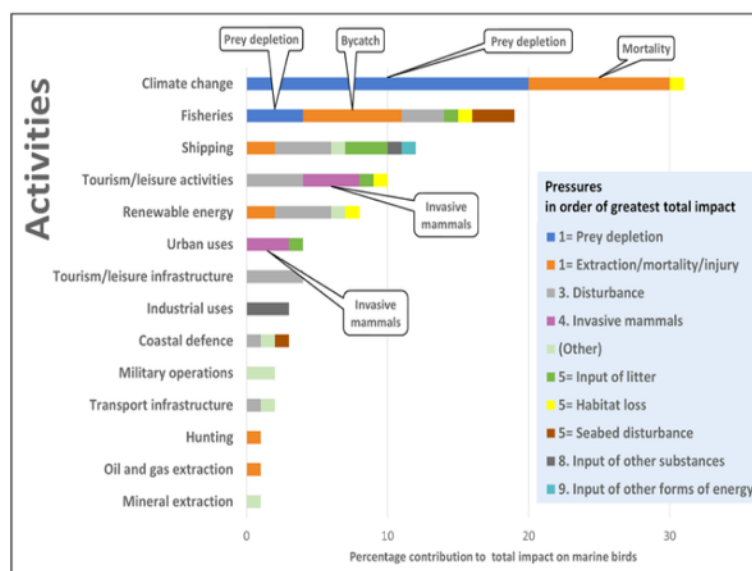 Activities
Prey depletion
Bycatch
Prey depletion
Mortality
Climate change
Fisheries
Shipping
Tourism/leisure activities
Renewable energy
Urban uses
Tourism/leisure infrastructure
Industrial uses
Coastal defence
Military operations
Transport infrastructure
Hunting
Oil and gas extraction
Mineral extraction
Invasive
mammals
Invasive
mammals
Pressures
in order of greatest total impact
1= Prey depletion
1= Extraction/mortality/injury
3. Disturbance
4. Invasive mammals
(Other)
5= Input of litter
5= Habitat loss
5= Seabed disturbance
8. Input of other substances
9. Input of other forms of energy
0 10 20 30
Percentage contribution to total impact on marine birds